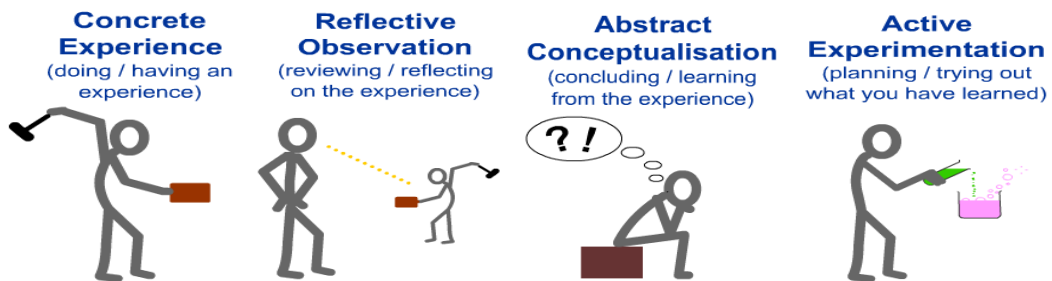 Concrete
Experience
(doing / having an
experience)
Reflective
Observation
(reviewing / reflecting
on the experience)
Abstract
Conceptualisation
(concluding / learning
from the experience)
Active
Experimentation
(planning / trying out
what you have learned)
?!